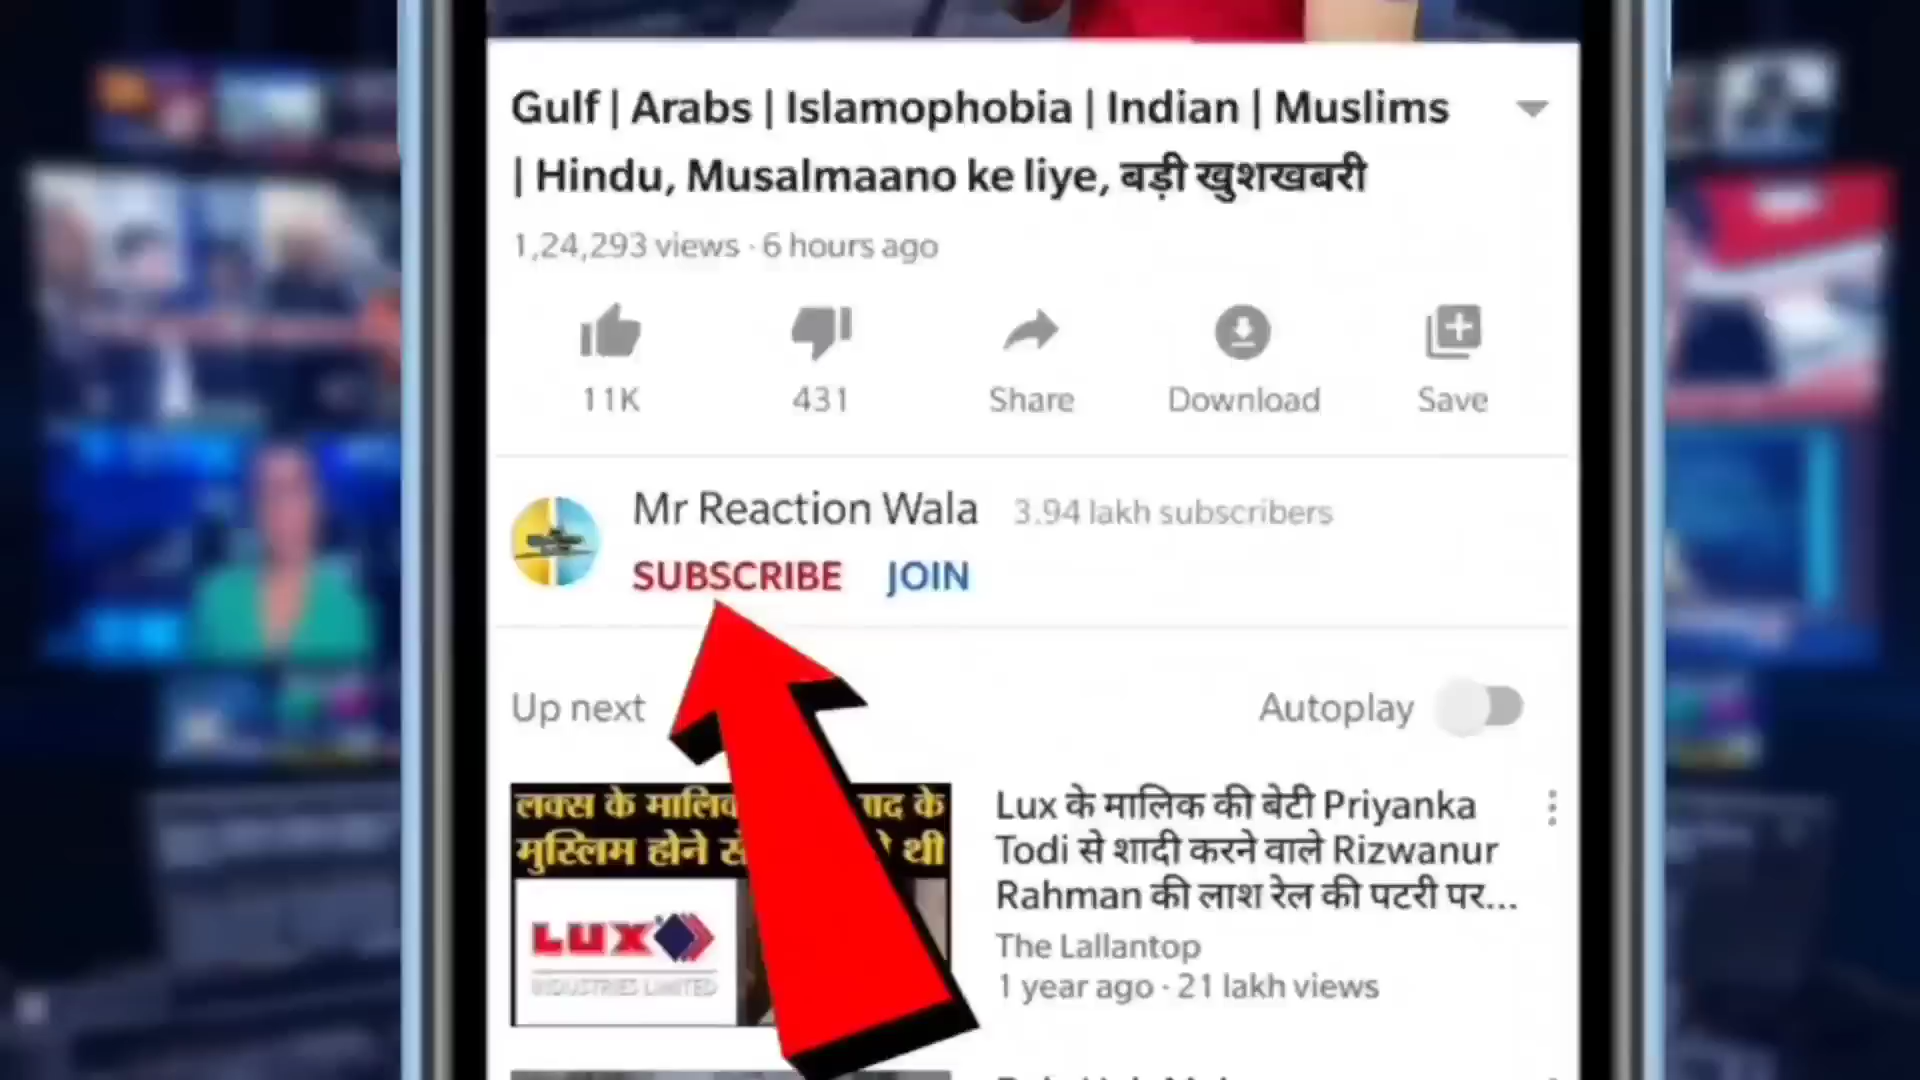 Gulf | Arabs | Islamophobia | Indian | Muslims
| Hindu, Musalmaano ke liye, बड़ी खुशखबरी
1,24,293 views · 6 hours ago
11K 431 Share Download Save
Mr Reaction Wala 3.94 lakh subscribers
SUBSCRIBE JOIN
Up next Autoplay
लक्स के के
मुस्लिम होने थी
LUX
INDUSTRIES LIMITED
Lux के मालिक की बेटी Priyanka
Todi से शादी करने वाले Rizwanur
Rahman की लाश रेल की पटरी पर...
The Lallantop
1 year ago · 21 lakh views